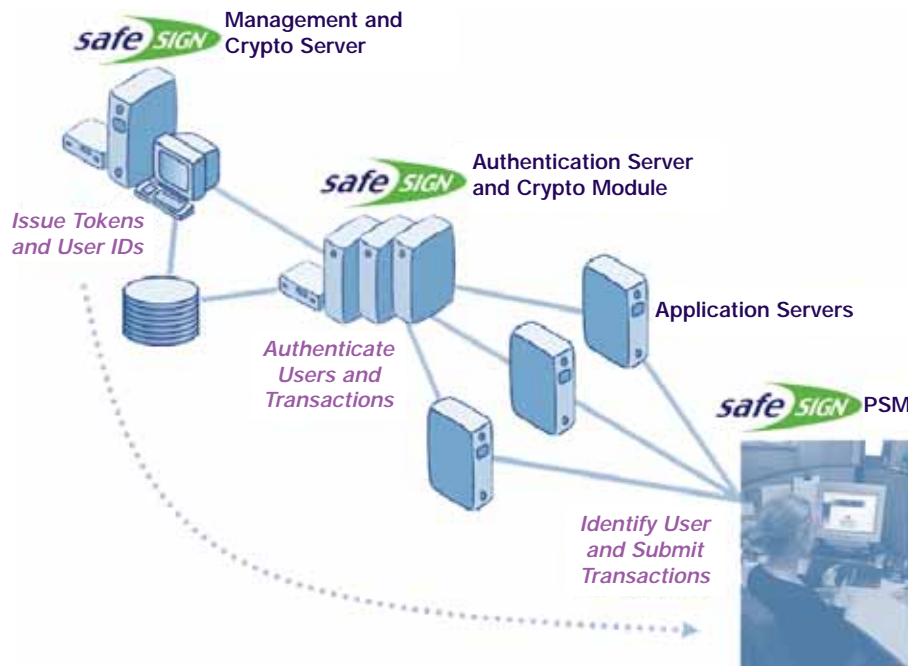 safe SIGN
Management and
Crypto Server
safe SIGN
Authentication Server
and Crypto Module
Issue Tokens
and User IDs
Application Servers
Authenticate
Users and
Transactions
safe SIGN PSM
Identify User
and Submit
Transactions